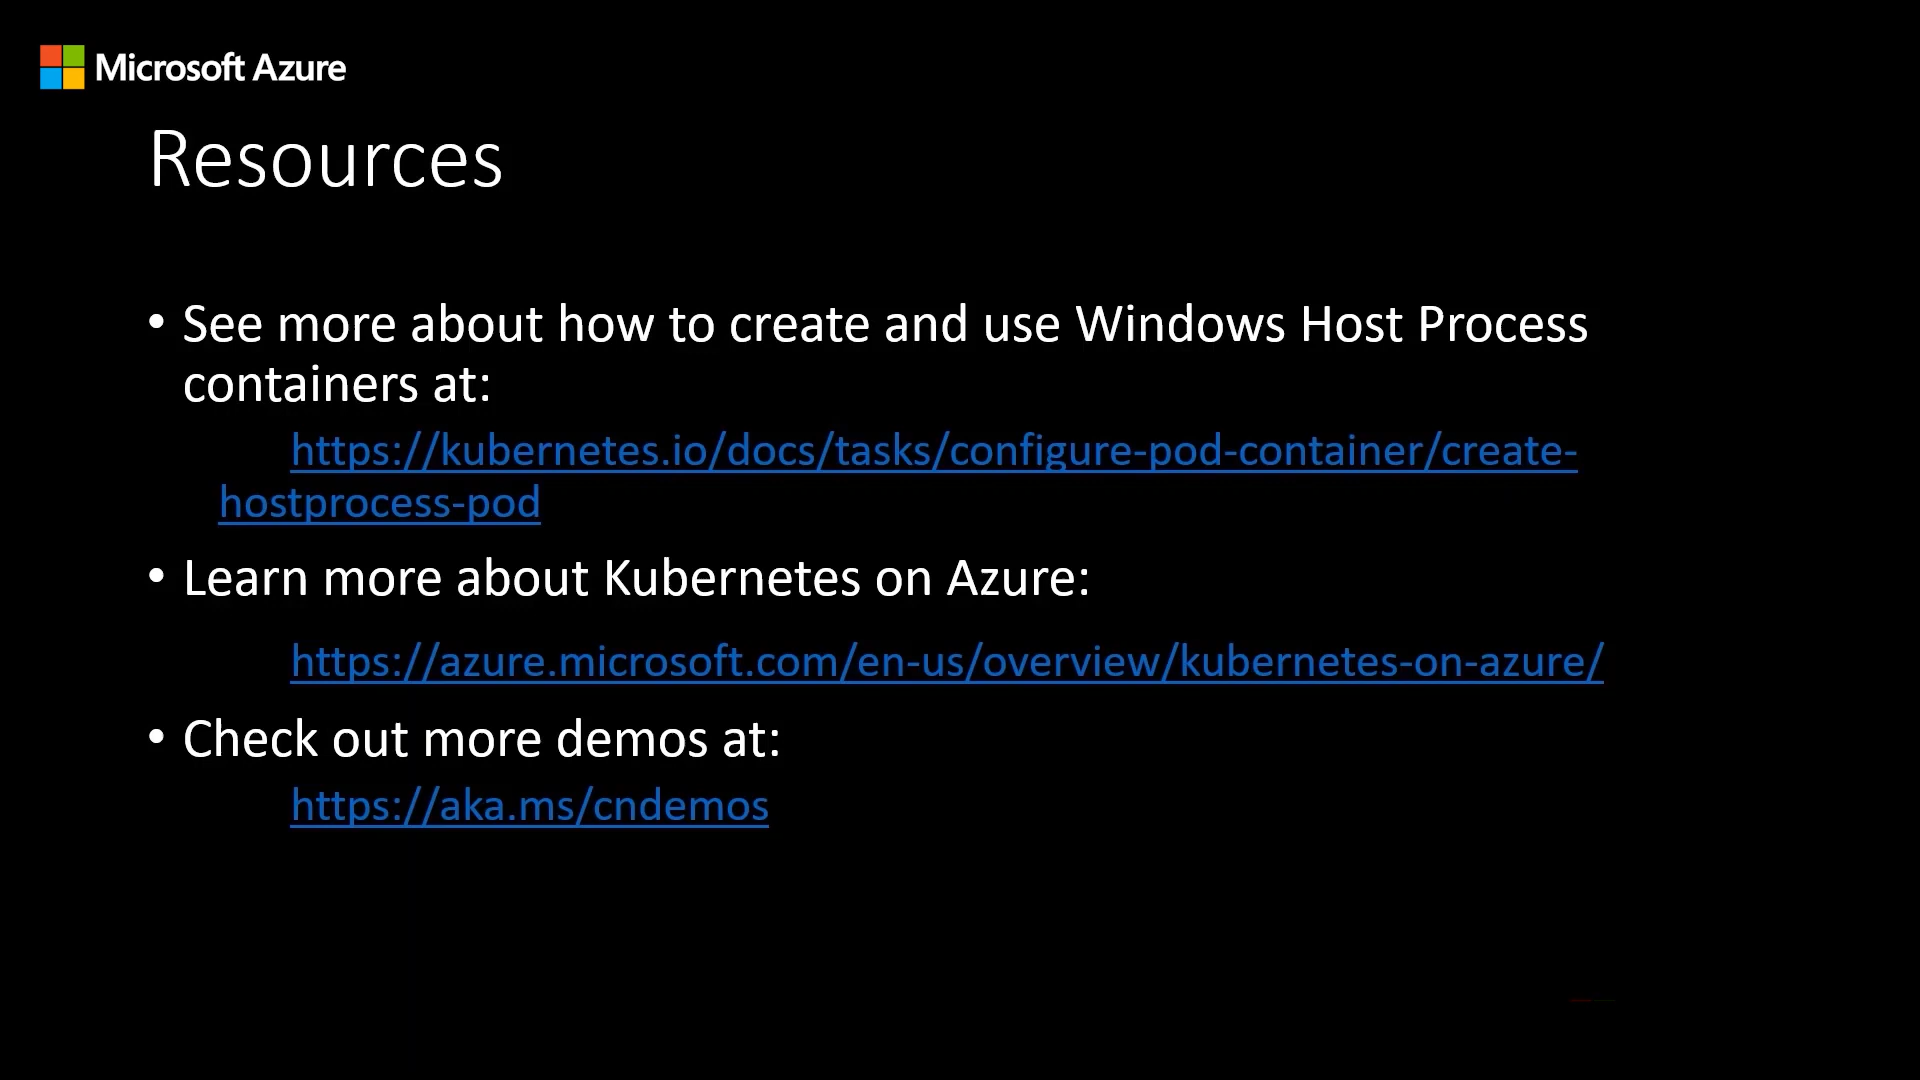 Microsoft Azure
Resources
• See more about how to create and use Windows Host Process
containers at:
https://kubernetes.io/docs/tasks/configure-pod-container/create-
hostprocess-pod
• Learn more about Kubernetes on Azure:
https://azure.microsoft.com/en-us/overview/kubernetes-on-azure/
• Check out more demos at:
https://aka.ms/cndemos